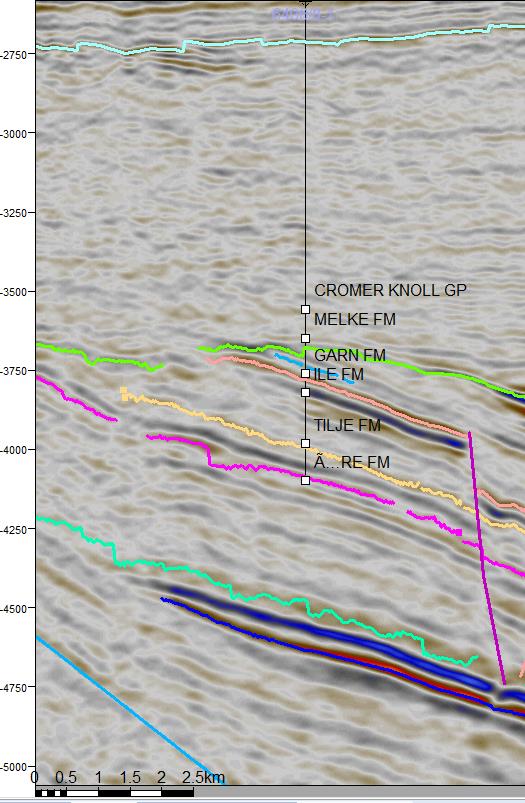 -2750
-3000
-3250
-3500
CROMER KNOLL GP
MELKE FM
GARN FM
-3750
ILE FM
TILJE FM
-4000
Ã…RE FM
-4250
-4500
-4750
-5000
0 0.5 1 1.5 2 2.5km